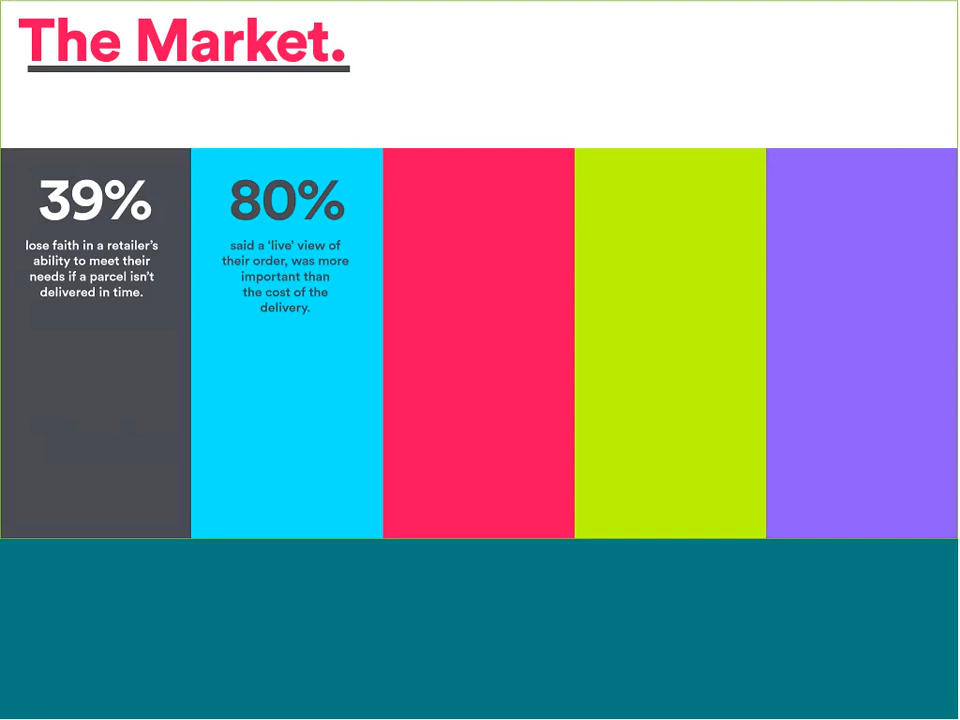 The Market.
39%
lose faith in a retailer’s
ability to meet their
needs if a parcel isn’t
delivered in time.
80%
said a ‘live’ view of
their order, was more
important than
the cost of the
delivery.